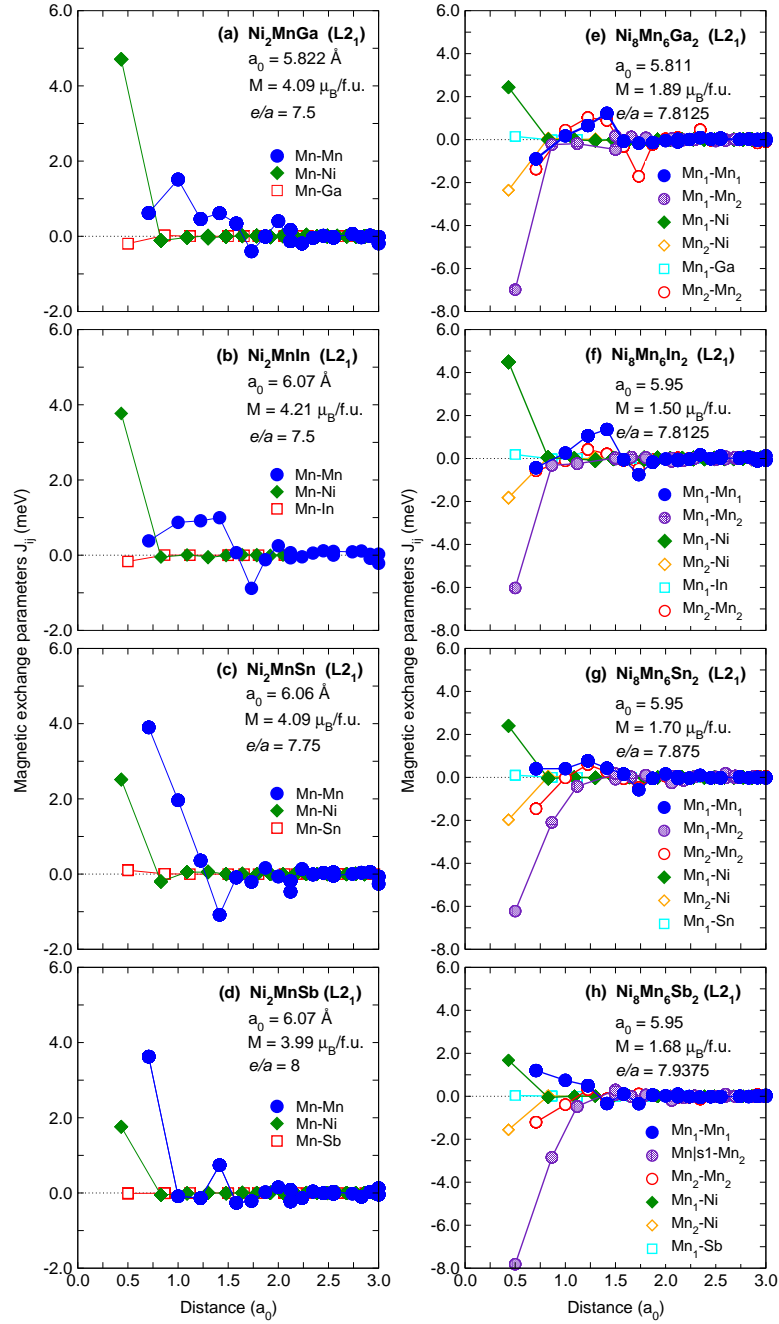 Magnetic exchange parameters J_ij (meV)
6.0
4.0
2.0
0.0
-2.0
(a) Ni₂MnGa (L2₁)
a₀ = 5.822 Å
M = 4.09 μ_B/f.u.
e/a = 7.5
Mn-Mn
Mn-Ni
Mn-Ga
6.0
4.0
2.0
0.0
-2.0
(b) Ni₂MnIn (L2₁)
a₀ = 6.07 Å
M = 4.21 μ_B/f.u.
e/a = 7.5
Mn-Mn
Mn-Ni
Mn-In
6.0
4.0
2.0
0.0
-2.0
(c) Ni₂MnSn (L2₁)
a₀ = 6.06 Å
M = 4.09 μ_B/f.u.
e/a = 7.75
Mn-Mn
Mn-Ni
Mn-Sn
6.0
4.0
2.0
0.0
-2.0
(d) Ni₂MnSb (L2₁)
a₀ = 6.07 Å
M = 3.99 μ_B/f.u.
e/a = 8
Mn-Mn
Mn-Ni
Mn-Sb
0.0 0.5 1.0 1.5 2.0 2.5 3.0
Distance (a₀)
Magnetic exchange parameters J_ij (meV)
6.0
4.0
2.0
0.0
-2.0
-4.0
-6.0
-8.0
(e) Ni₈Mn₆Ga₂ (L2₁)
a₀ = 5.811
M = 1.89 μ_B/f.u.
e/a = 7.8125
Mn₁-Mn₁
Mn₁-Mn₂
Mn₁-Ni
Mn₂-Ni
Mn₁-Ga
Mn₂-Mn₂
6.0
4.0
2.0
0.0
-2.0
-4.0
-6.0
-8.0
(f) Ni₈Mn₆In₂ (L2₁)
a₀ = 5.95
M = 1.50 μ_B/f.u.
e/a = 7.8125
Mn₁-Mn₁
Mn₁-Mn₂
Mn₁-Ni
Mn₂-Ni
Mn₁-In
Mn₂-Mn₂
6.0
4.0
2.0
0.0
-2.0
-4.0
-6.0
-8.0
(g) Ni₈Mn₆Sn₂ (L2₁)
a₀ = 5.95
M = 1.70 μ_B/f.u.
e/a = 7.875
Mn₁-Mn₁
Mn₁-Mn₂
Mn₂-Mn₂
Mn₁-Ni
Mn₂-Ni
Mn₁-Sn
6.0
4.0
2.0
0.0
-2.0
-4.0
-6.0
-8.0
(h) Ni₈Mn₆Sb₂ (L2₁)
a₀ = 5.95
M = 1.68 μ_B/f.u.
e/a = 7.9375
Mn₁-Mn₁
Mn|s1-Mn₂
Mn₂-Mn₂
Mn₁-Ni
Mn₂-Ni
Mn₁-Sb
0.0 0.5 1.0 1.5 2.0 2.5 3.0
Distance (a₀)